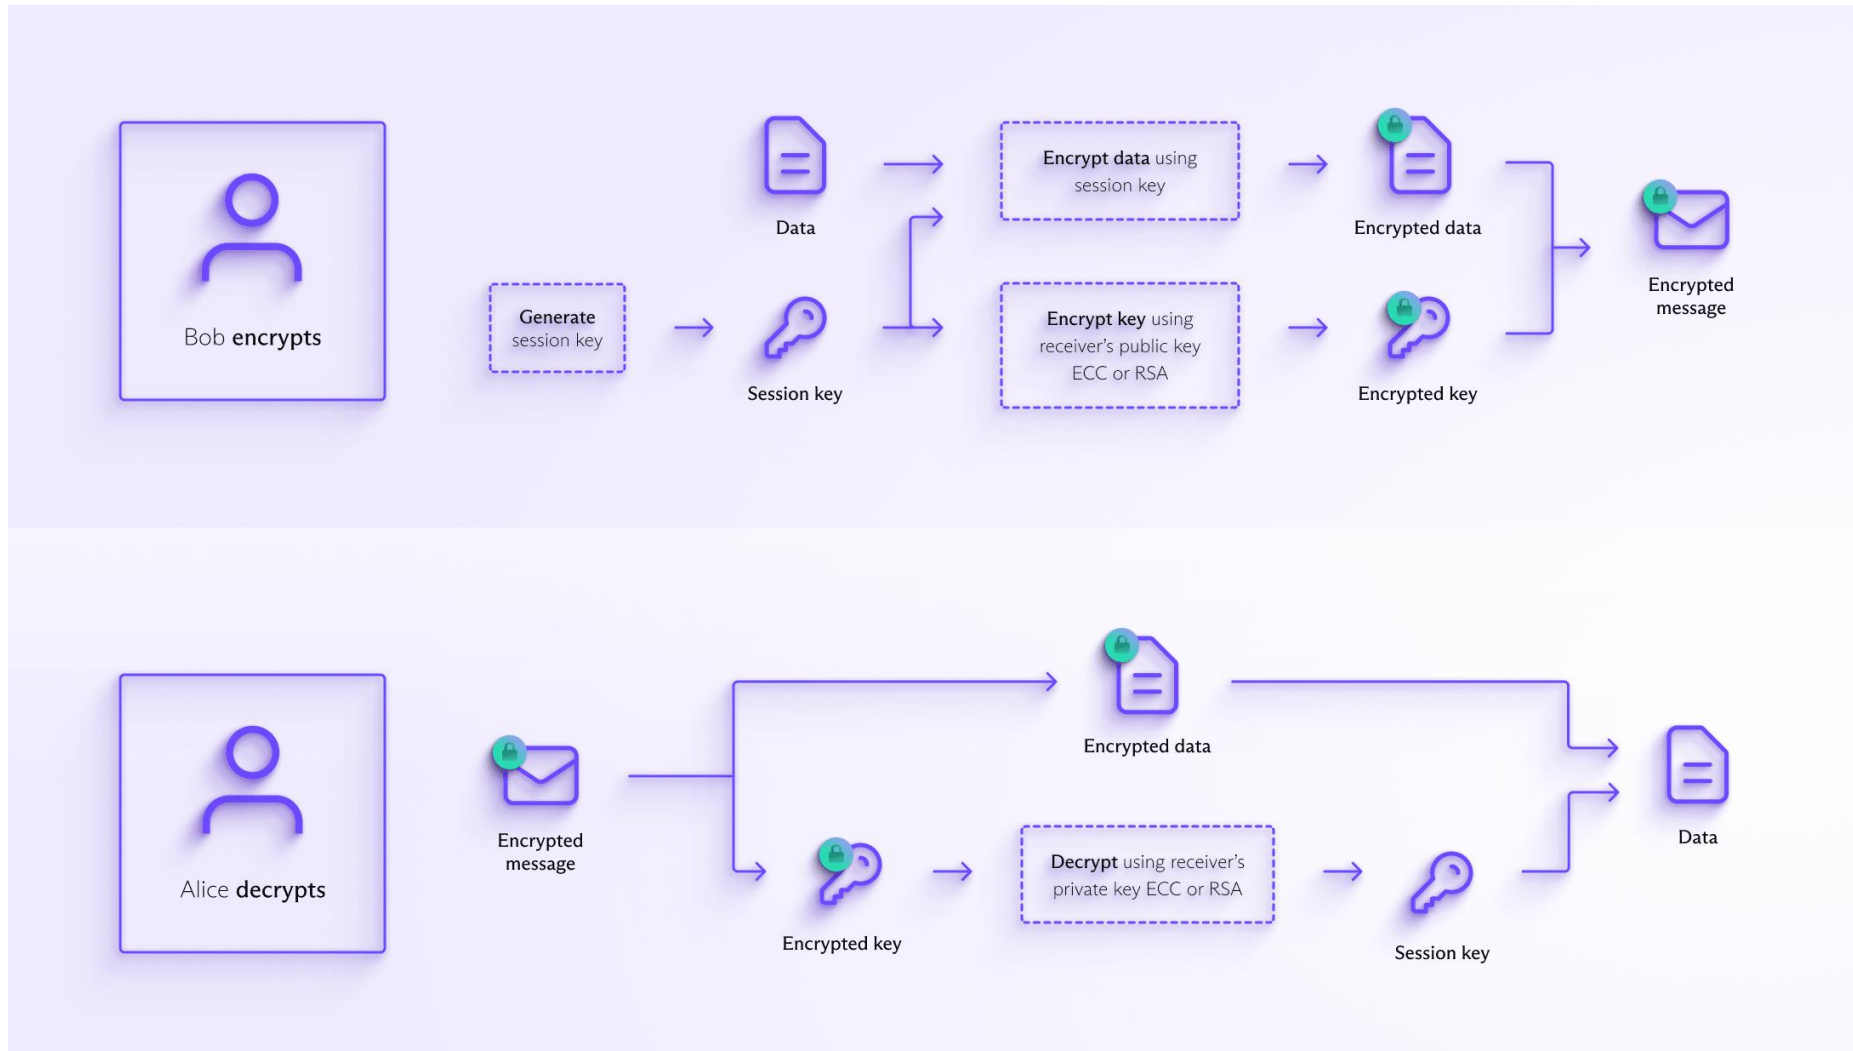 Bob encrypts
Generate
session key
Data
Session key
Encrypt data using
session key
Encrypt key using
receiver's public key
ECC or RSA
Encrypted data
Encrypted key
Encrypted
message
Alice decrypts
Encrypted
message
Encrypted data
Encrypted key
Decrypt using receiver's
private key ECC or RSA
Session key
Data